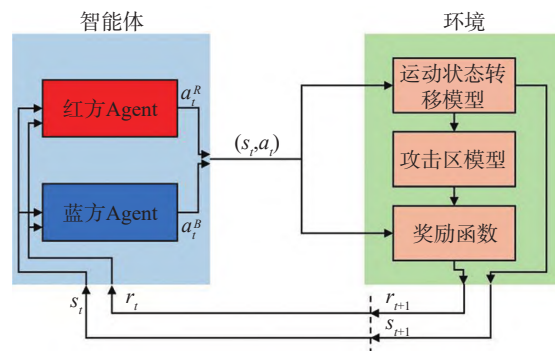 智能体
环境
红方Agent
a_t^R
蓝方Agent
a_t^B
(s_t,a_t)
运动状态转
移模型
攻击区模型
奖励函数
s_t
r_t
r_{t+1}
s_{t+1}